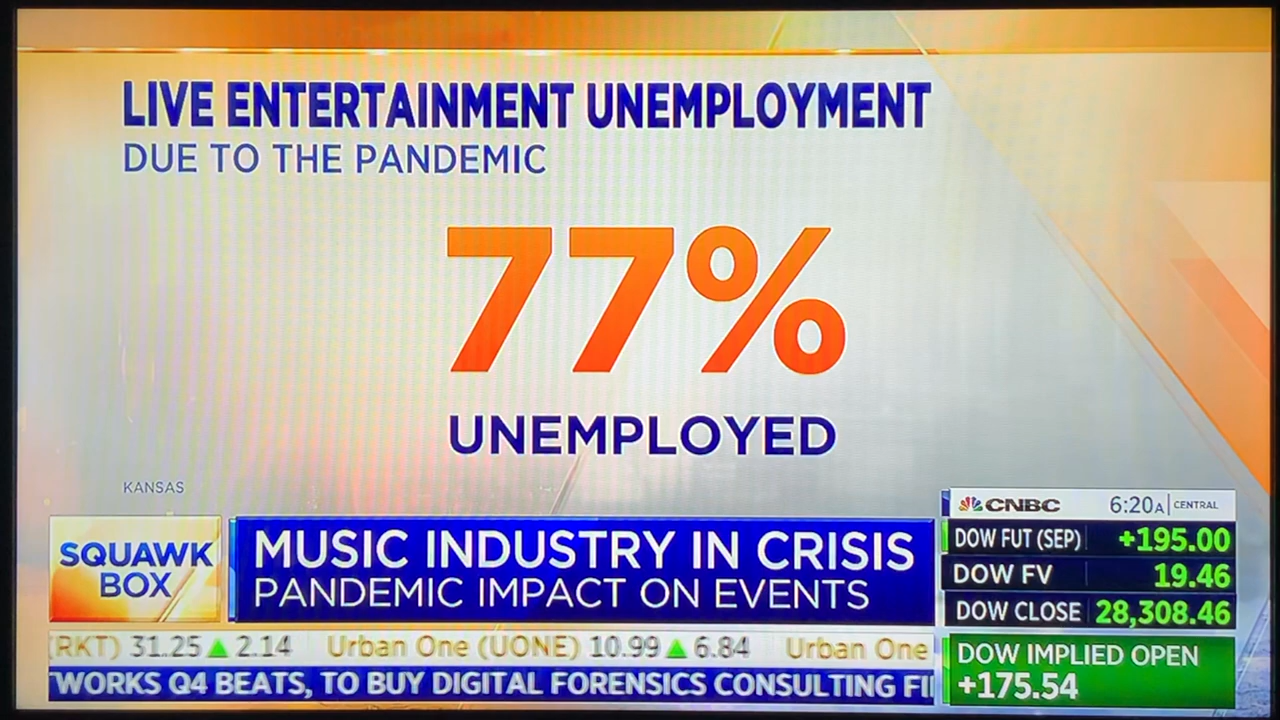 LIVE ENTERTAINMENT UNEMPLOYMENT
DUE TO THE PANDEMIC
77%
UNEMPLOYED
KANSAS
SQUAWK
BOX
MUSIC INDUSTRY IN CRISIS
PANDEMIC IMPACT ON EVENTS
CNBC 6:20A CENTRAL
DOW FUT (SEP) +195.00
DOW FV 19.46
DOW CLOSE 28,308.46
DOW IMPLIED OPEN
+175.54
(RKT) 31.25 ▲ 2.14 Urban One (UONE) 10.99 ▲ 6.84 Urban One
TWORKS Q4 BEATS, TO BUY DIGITAL FORENSICS CONSULTING FI